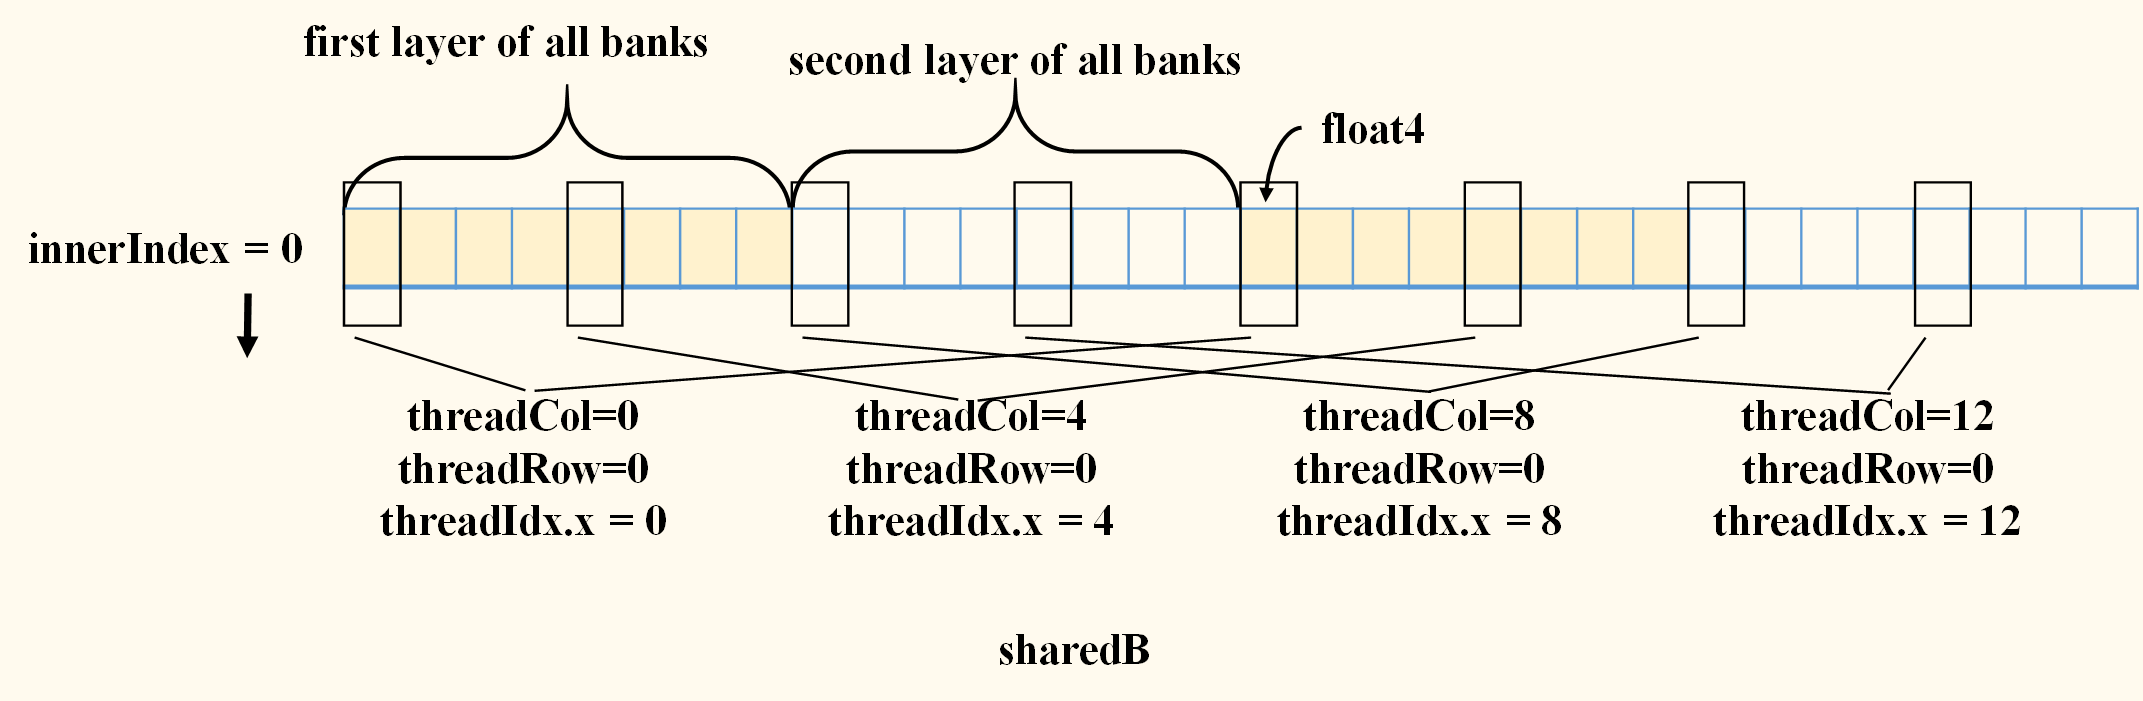 first layer of all banks
second layer of all banks
float4
innerIndex = 0
threadCol=0
threadRow=0
threadIdx.x = 0
threadCol=4
threadRow=0
threadIdx.x = 4
threadCol=8
threadRow=0
threadIdx.x = 8
threadCol=12
threadRow=0
threadIdx.x = 12
sharedB